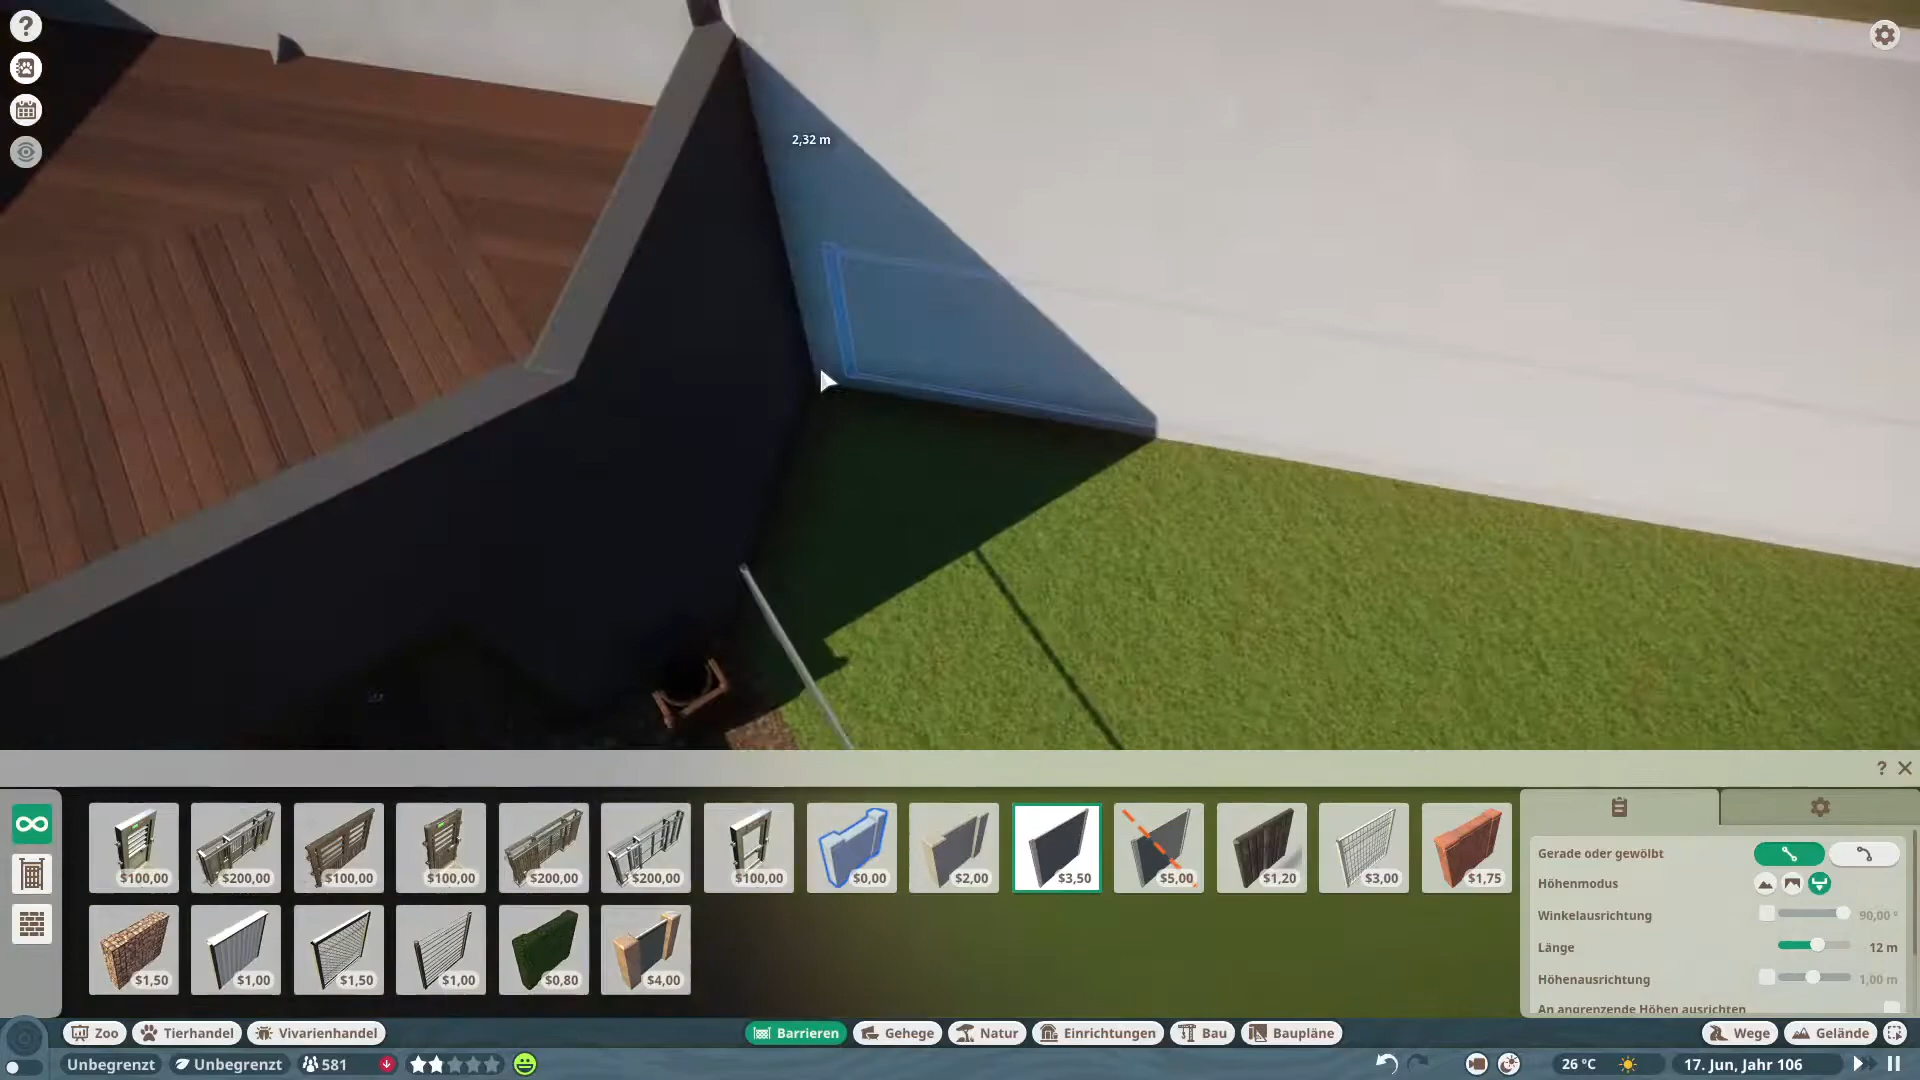 2,32 m
$100,00 $200,00 $100,00 $100,00 $200,00 $200,00 $100,00 $0,00 $2,00 $3,50 $5,00 $1,20 $3,00 $1,75
$1,50 $1,00 $1,50 $1,00 $0,80 $4,00
Gerade oder gewölbt
Höhenmodus
Winkelausrichtung 90,00 °
Länge 12 m
Höhenausrichtung 1,00 m
An angrenzende Höhen ausrichten
Zoo Tierhandel Vivarienhandel Barrieren Gehege Natur Einrichtungen Bau Baupläne Wege Gelände
Unbegrenzt Unbegrenzt 581 26 °C 17. Jun, Jahr 106